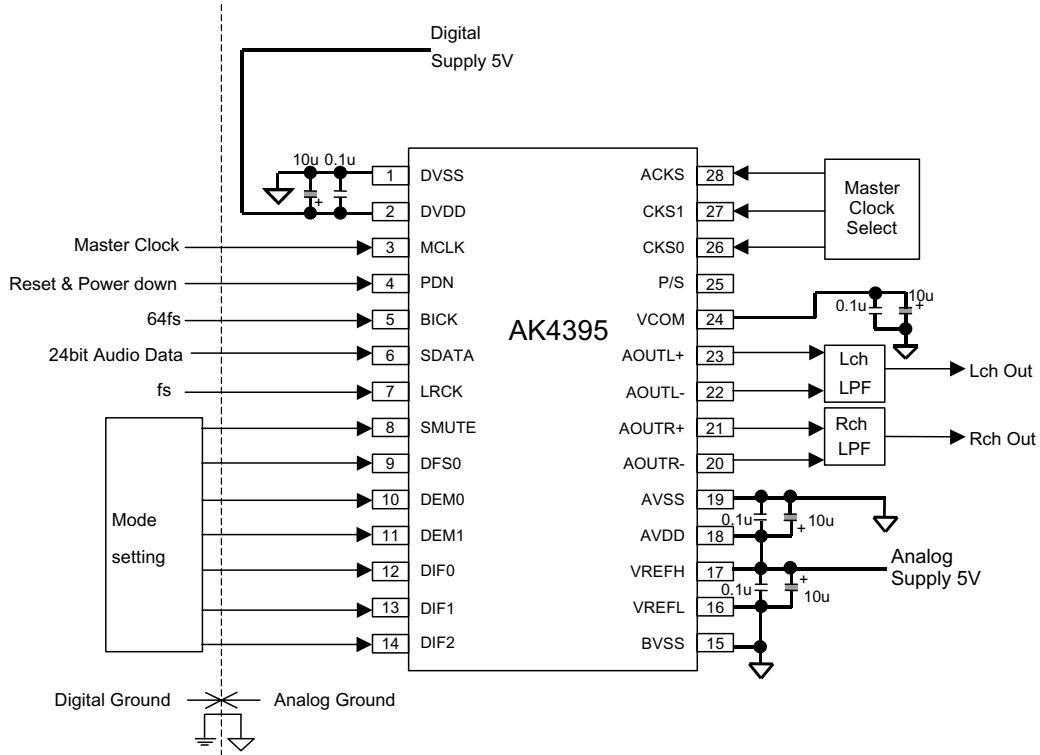 Digital
Supply 5V
10u 0.1u
+
1 DVSS
2 DVDD
Master Clock 3 MCLK
Reset & Power down 4 PDN
64fs 5 BICK
24bit Audio Data 6 SDATA
fs 7 LRCK
8 SMUTE
9 DFS0
10 DEM0
11 DEM1
12 DIF0
13 DIF1
14 DIF2
Mode
setting
AK4395
ACKS 28
CKS1 27
CKS0 26
P/S 25
VCOM 24
AOUTL+ 23
AOUTL- 22
AOUTR+ 21
AOUTR- 20
AVSS 19
AVDD 18
VREFH 17
VREFL 16
BVSS 15
Master
Clock
Select
0.1u 10u
+
Lch
LPF
Lch Out
Rch
LPF
Rch Out
0.1u 10u
+
Analog
Supply 5V
+
0.1u 10u
Digital Ground Analog Ground